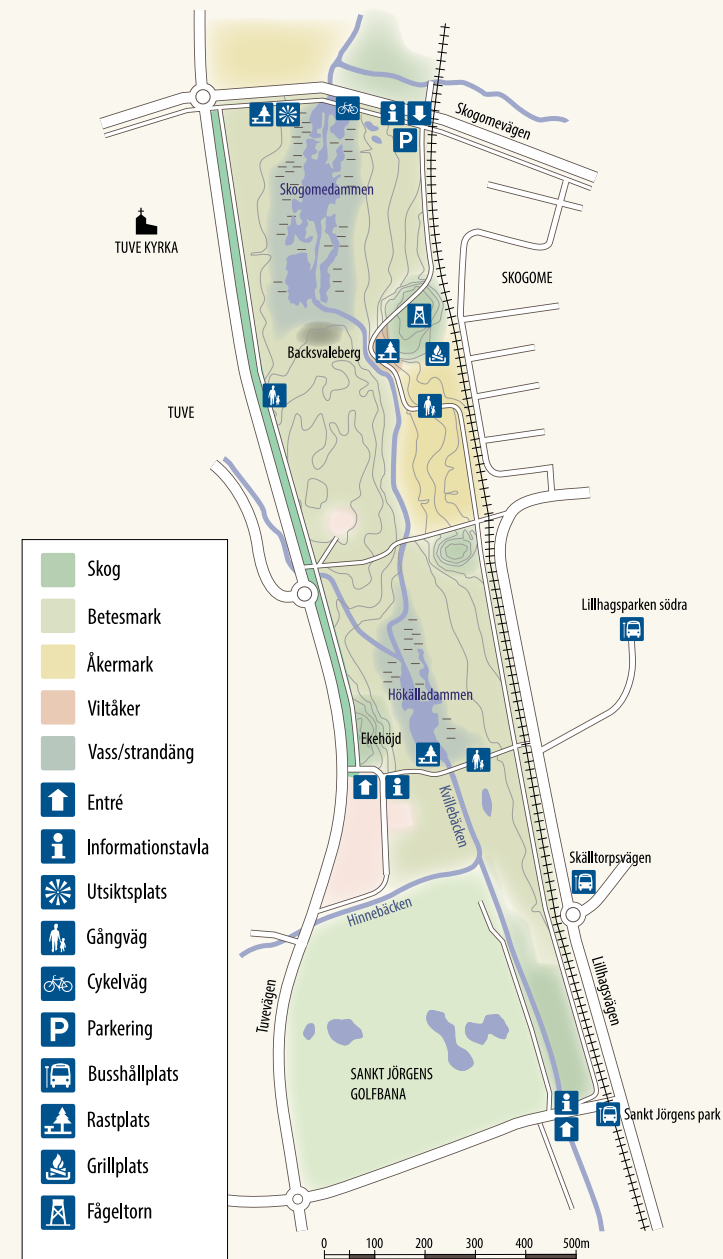 Skogomevägen
P
Skogomedammen
TUVE KYRKA
SKOGOME
Backsvaleberg
TUVE
Lillhagsparken södra
Hökälladammen
Ekehöjd
Kvillebäcken
Skälltorpsvägen
Hinnebäcken
Tuvevägen
Lillhagsvägen
SANKT JÖRGENS
GOLFBANA
Sankt Jörgens park
Skog
Betesmark
Åkermark
Viltåker
Vass/strandäng
Entré
Informationstavla
Utsiktsplats
Gångväg
Cykelväg
P Parkering
Busshållplats
Rastplats
Grillplats
Fågeltorn
0 100 200 300 400 500m